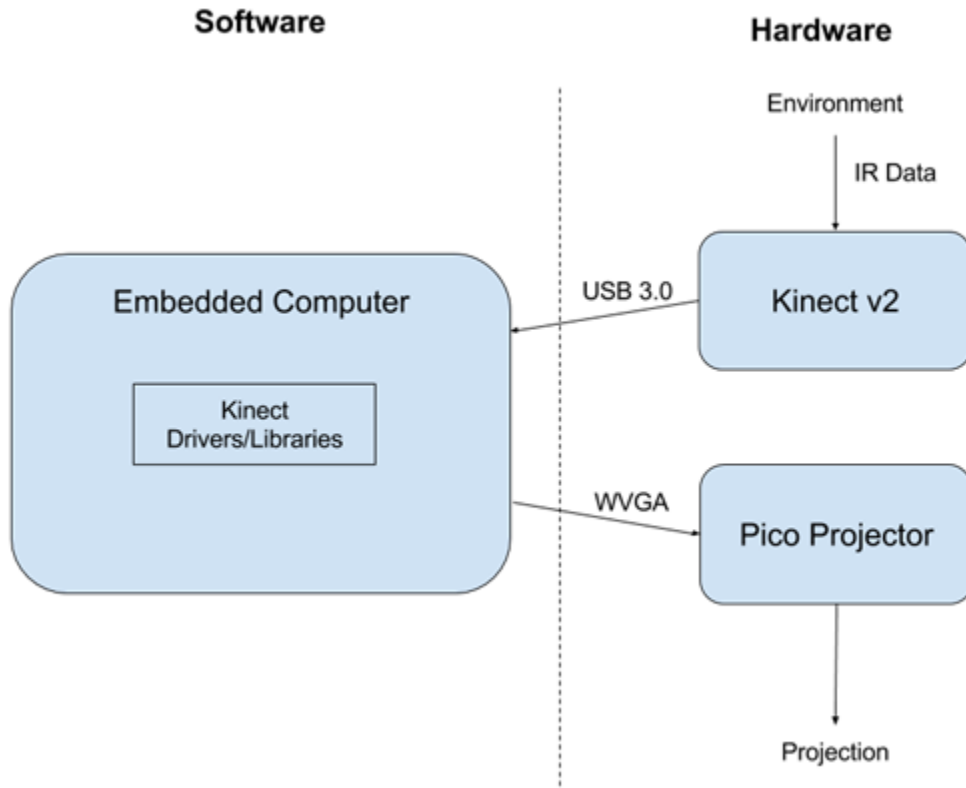 Software
Hardware
Environment
IR Data
USB 3.0
Embedded Computer
Kinect v2
Kinect
Drivers/Libraries
WVGA
Pico Projector
Projection